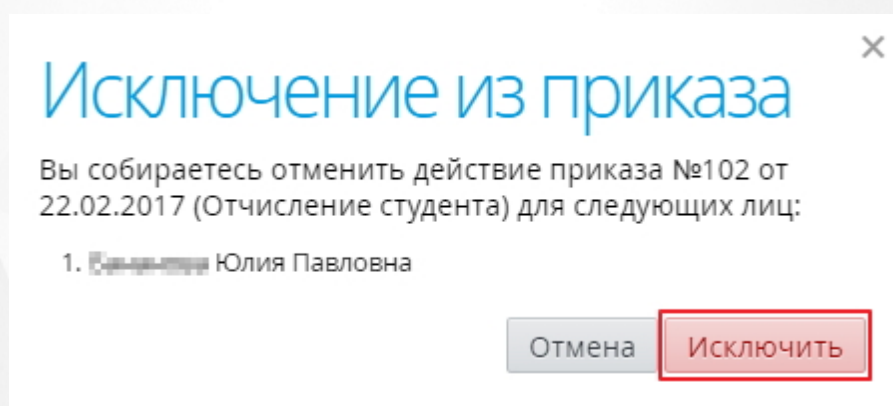 Исключение из приказа
Вы собираетесь отменить действие приказа №102 от
22.02.2017 (Отчисление студента) для следующих лиц:
1. Юлия Павловна
Отмена Исключить